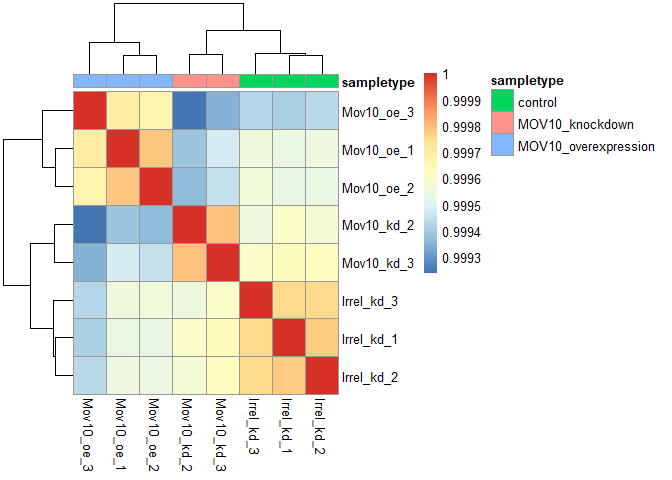 sampletype
Mov10_oe_3
Mov10_oe_1
Mov10_oe_2
Mov10_kd_2
Mov10_kd_3
Irrel_kd_3
Irrel_kd_1
Irrel_kd_2
1
0.9999
0.9998
0.9997
0.9996
0.9995
0.9994
0.9993
sampletype
control
MOV10_knockdown
MOV10_overexpression
Mov10_oe_3
Mov10_oe_1
Mov10_oe_2
Mov10_kd_2
Mov10_kd_3
Irrel_kd_3
Irrel_kd_1
Irrel_kd_2